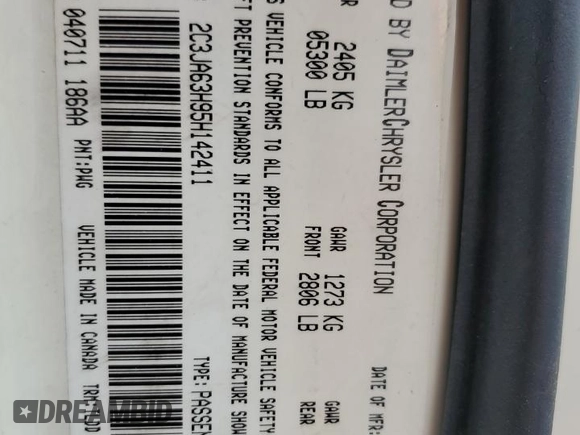 D BY DAIMLERCHRYSLER CORPORATION
DATE OF MFR:
2405 KG
05300 LB
GAWR 1273 KG
FRONT 2806 LB
GAWR
REAR
S VEHICLE CONFORMS TO ALL APPLICABLE FEDERAL MOTOR VEHICLE SAFETY
FT PREVENTION STANDARDS IN EFFECT ON THE DATE OF MANUFACTURE SHOW
2C3JA63H95H142411
TYPE: PASSEN
040711 186AA PNT:PW6 VEHICLE MADE IN CANADA
DREAMBID